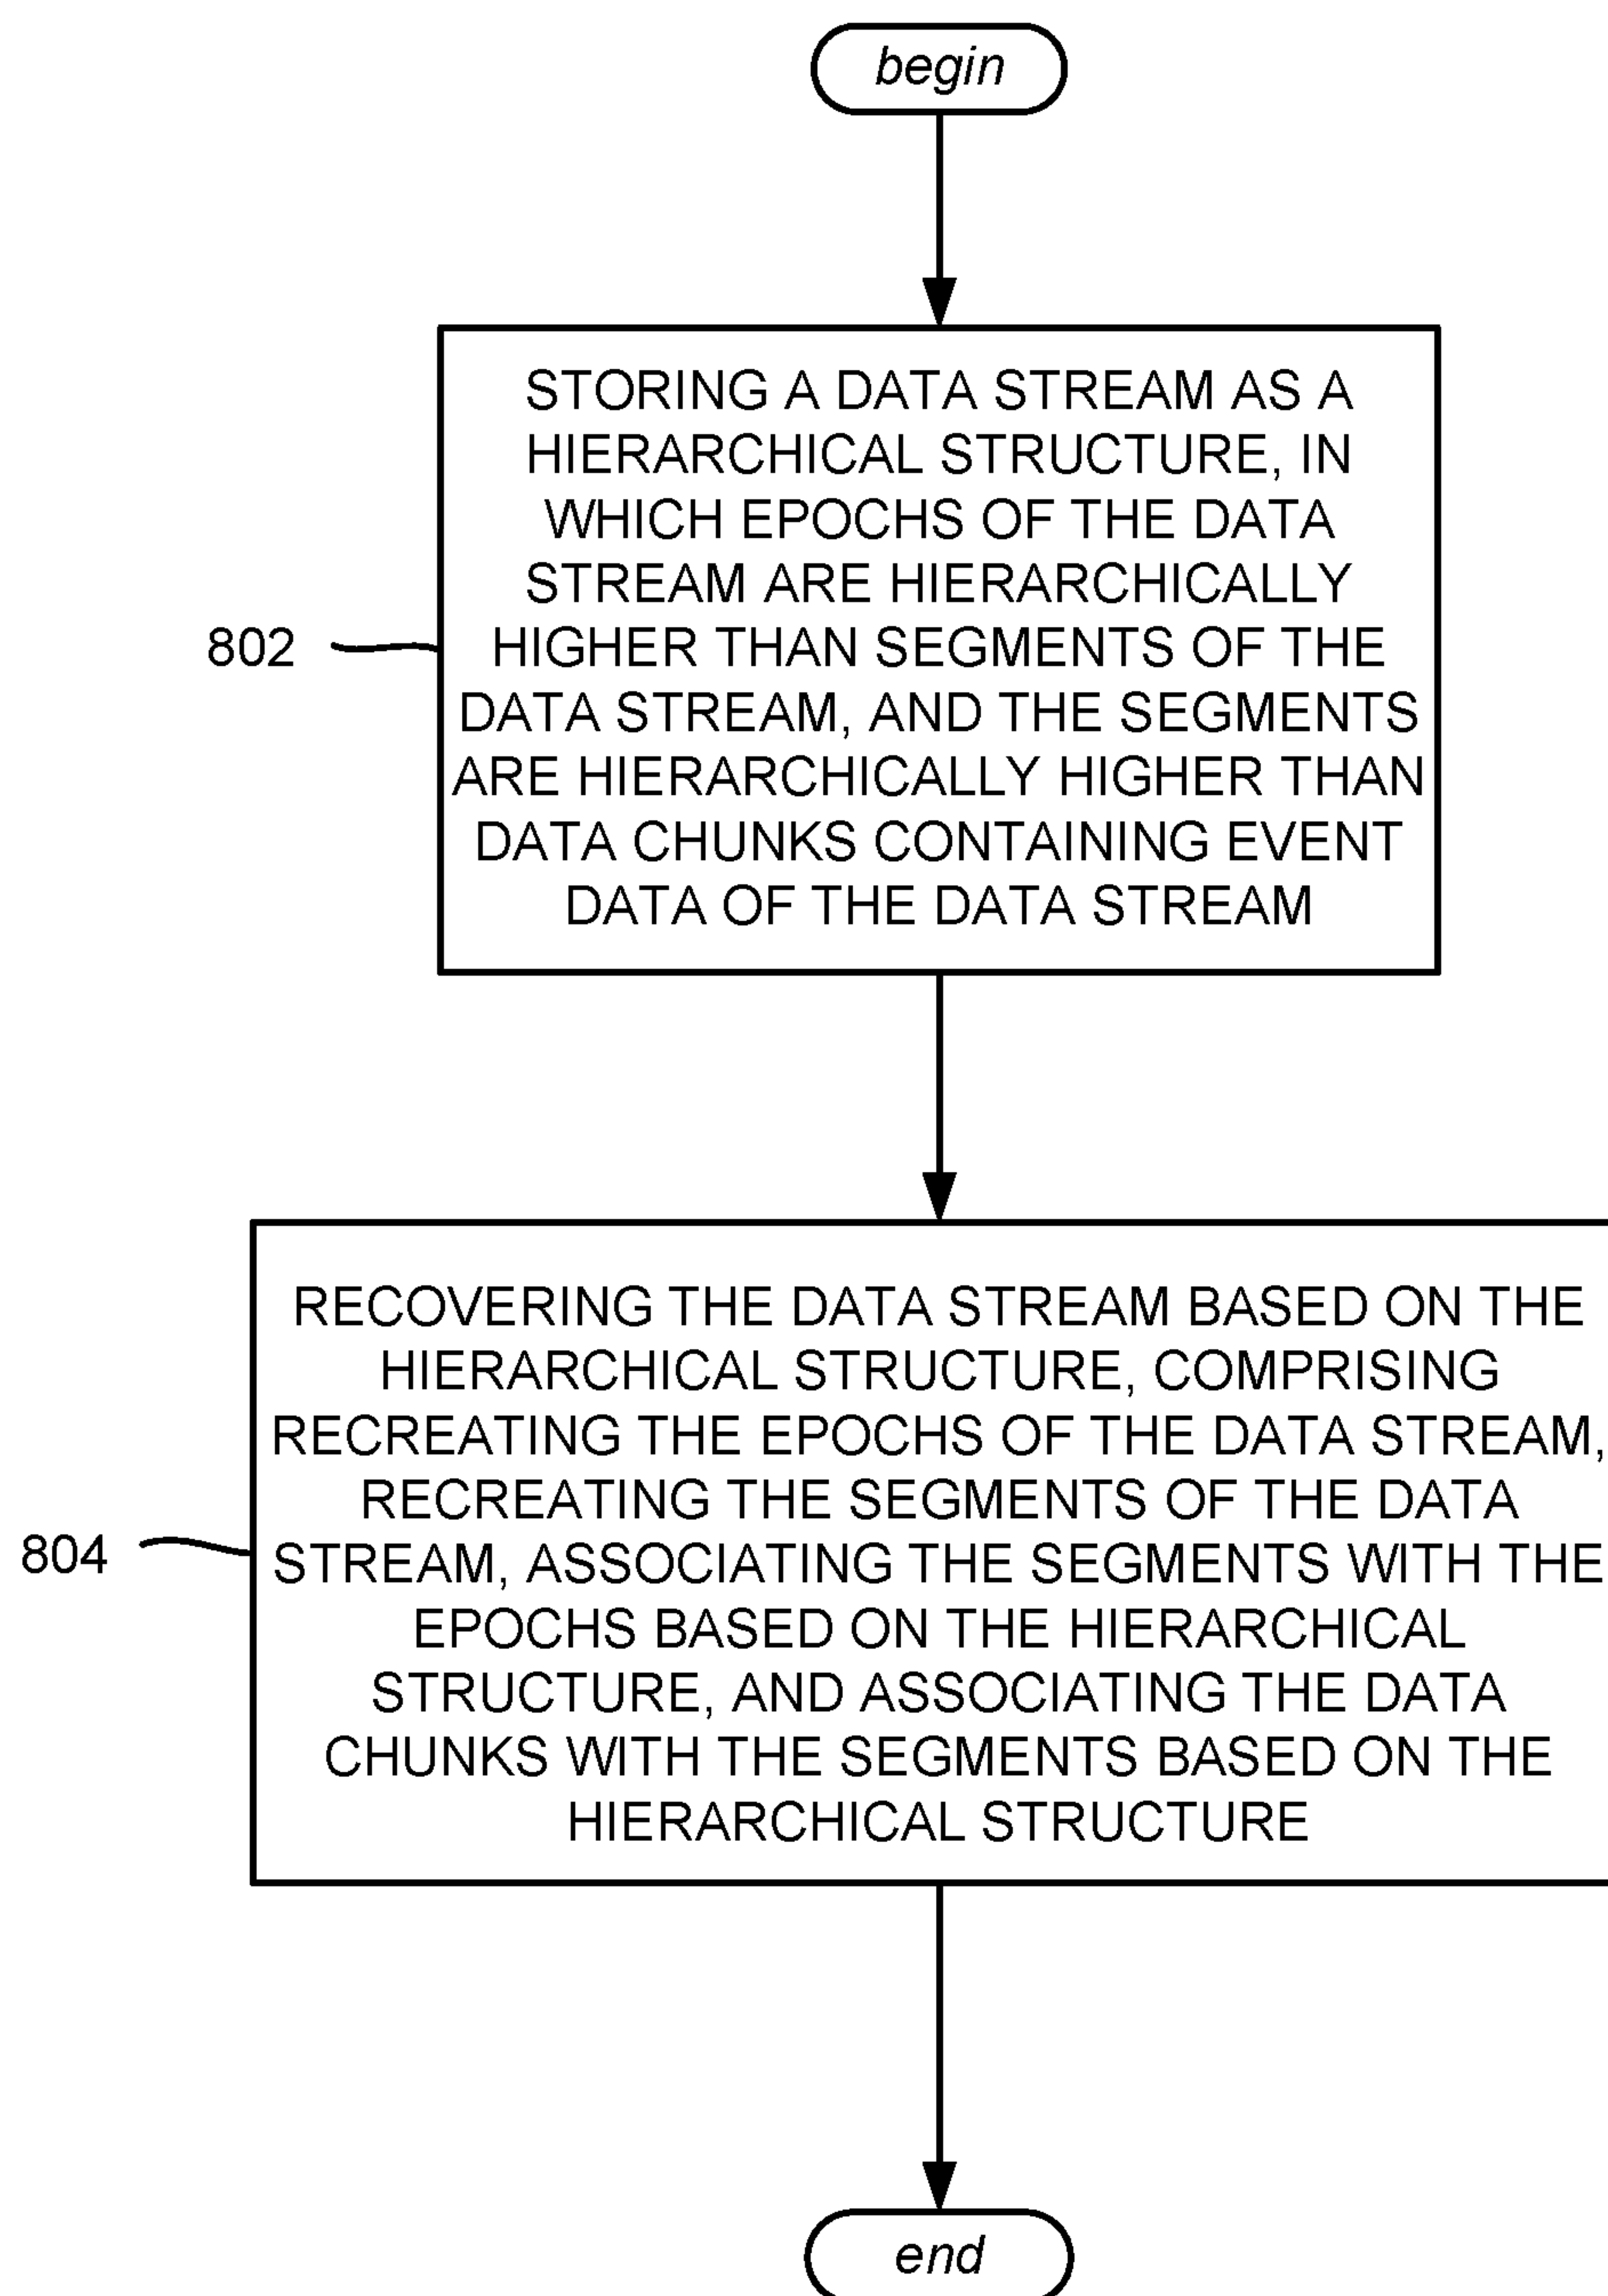 begin
STORING A DATA STREAM AS A
HIERARCHICAL STRUCTURE, IN
WHICH EPOCHS OF THE DATA
STREAM ARE HIERARCHICALLY
HIGHER THAN SEGMENTS OF THE
DATA STREAM, AND THE SEGMENTS
ARE HIERARCHICALLY HIGHER THAN
DATA CHUNKS CONTAINING EVENT
DATA OF THE DATA STREAM
802
RECOVERING THE DATA STREAM BASED ON THE
HIERARCHICAL STRUCTURE, COMPRISING
RECREATING THE EPOCHS OF THE DATA STREAM,
RECREATING THE SEGMENTS OF THE DATA
STREAM, ASSOCIATING THE SEGMENTS WITH THE
EPOCHS BASED ON THE HIERARCHICAL
STRUCTURE, AND ASSOCIATING THE DATA
CHUNKS WITH THE SEGMENTS BASED ON THE
HIERARCHICAL STRUCTURE
804
end